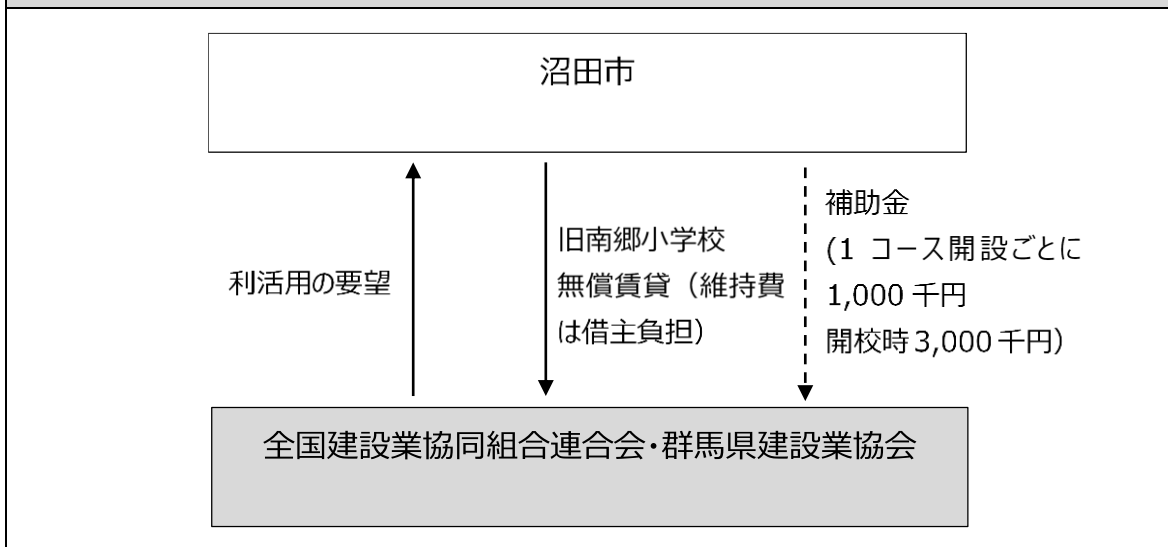 沼田市
利活用の要望
旧南郷小学校
無償賃貸（維持費
は借主負担）
補助金
(1 コース開設ごとに
1,000 千円
開校時 3,000 千円）
全国建設業協同組合連合会・群馬県建設業協会